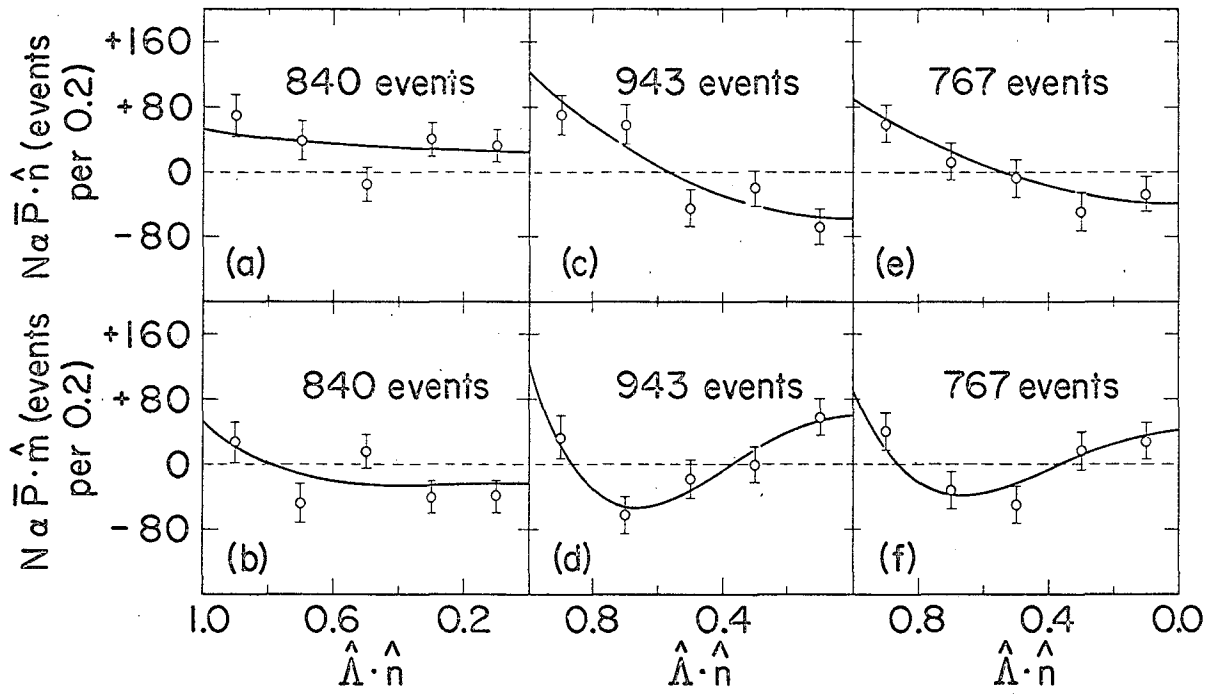 Nα P̄·n̂ (events
per 0.2)
+160
+80
0
-80
840 events
943 events
767 events
(a)
(c)
(e)
Nα P̄·m̂ (events
per 0.2)
+160
+80
0
-80
840 events
943 events
767 events
(b)
(d)
(f)
1.0 0.6 0.2 0.8 0.4 0.8 0.4 0.0
Λ̂·n̂ Λ̂·n̂ Λ̂·n̂